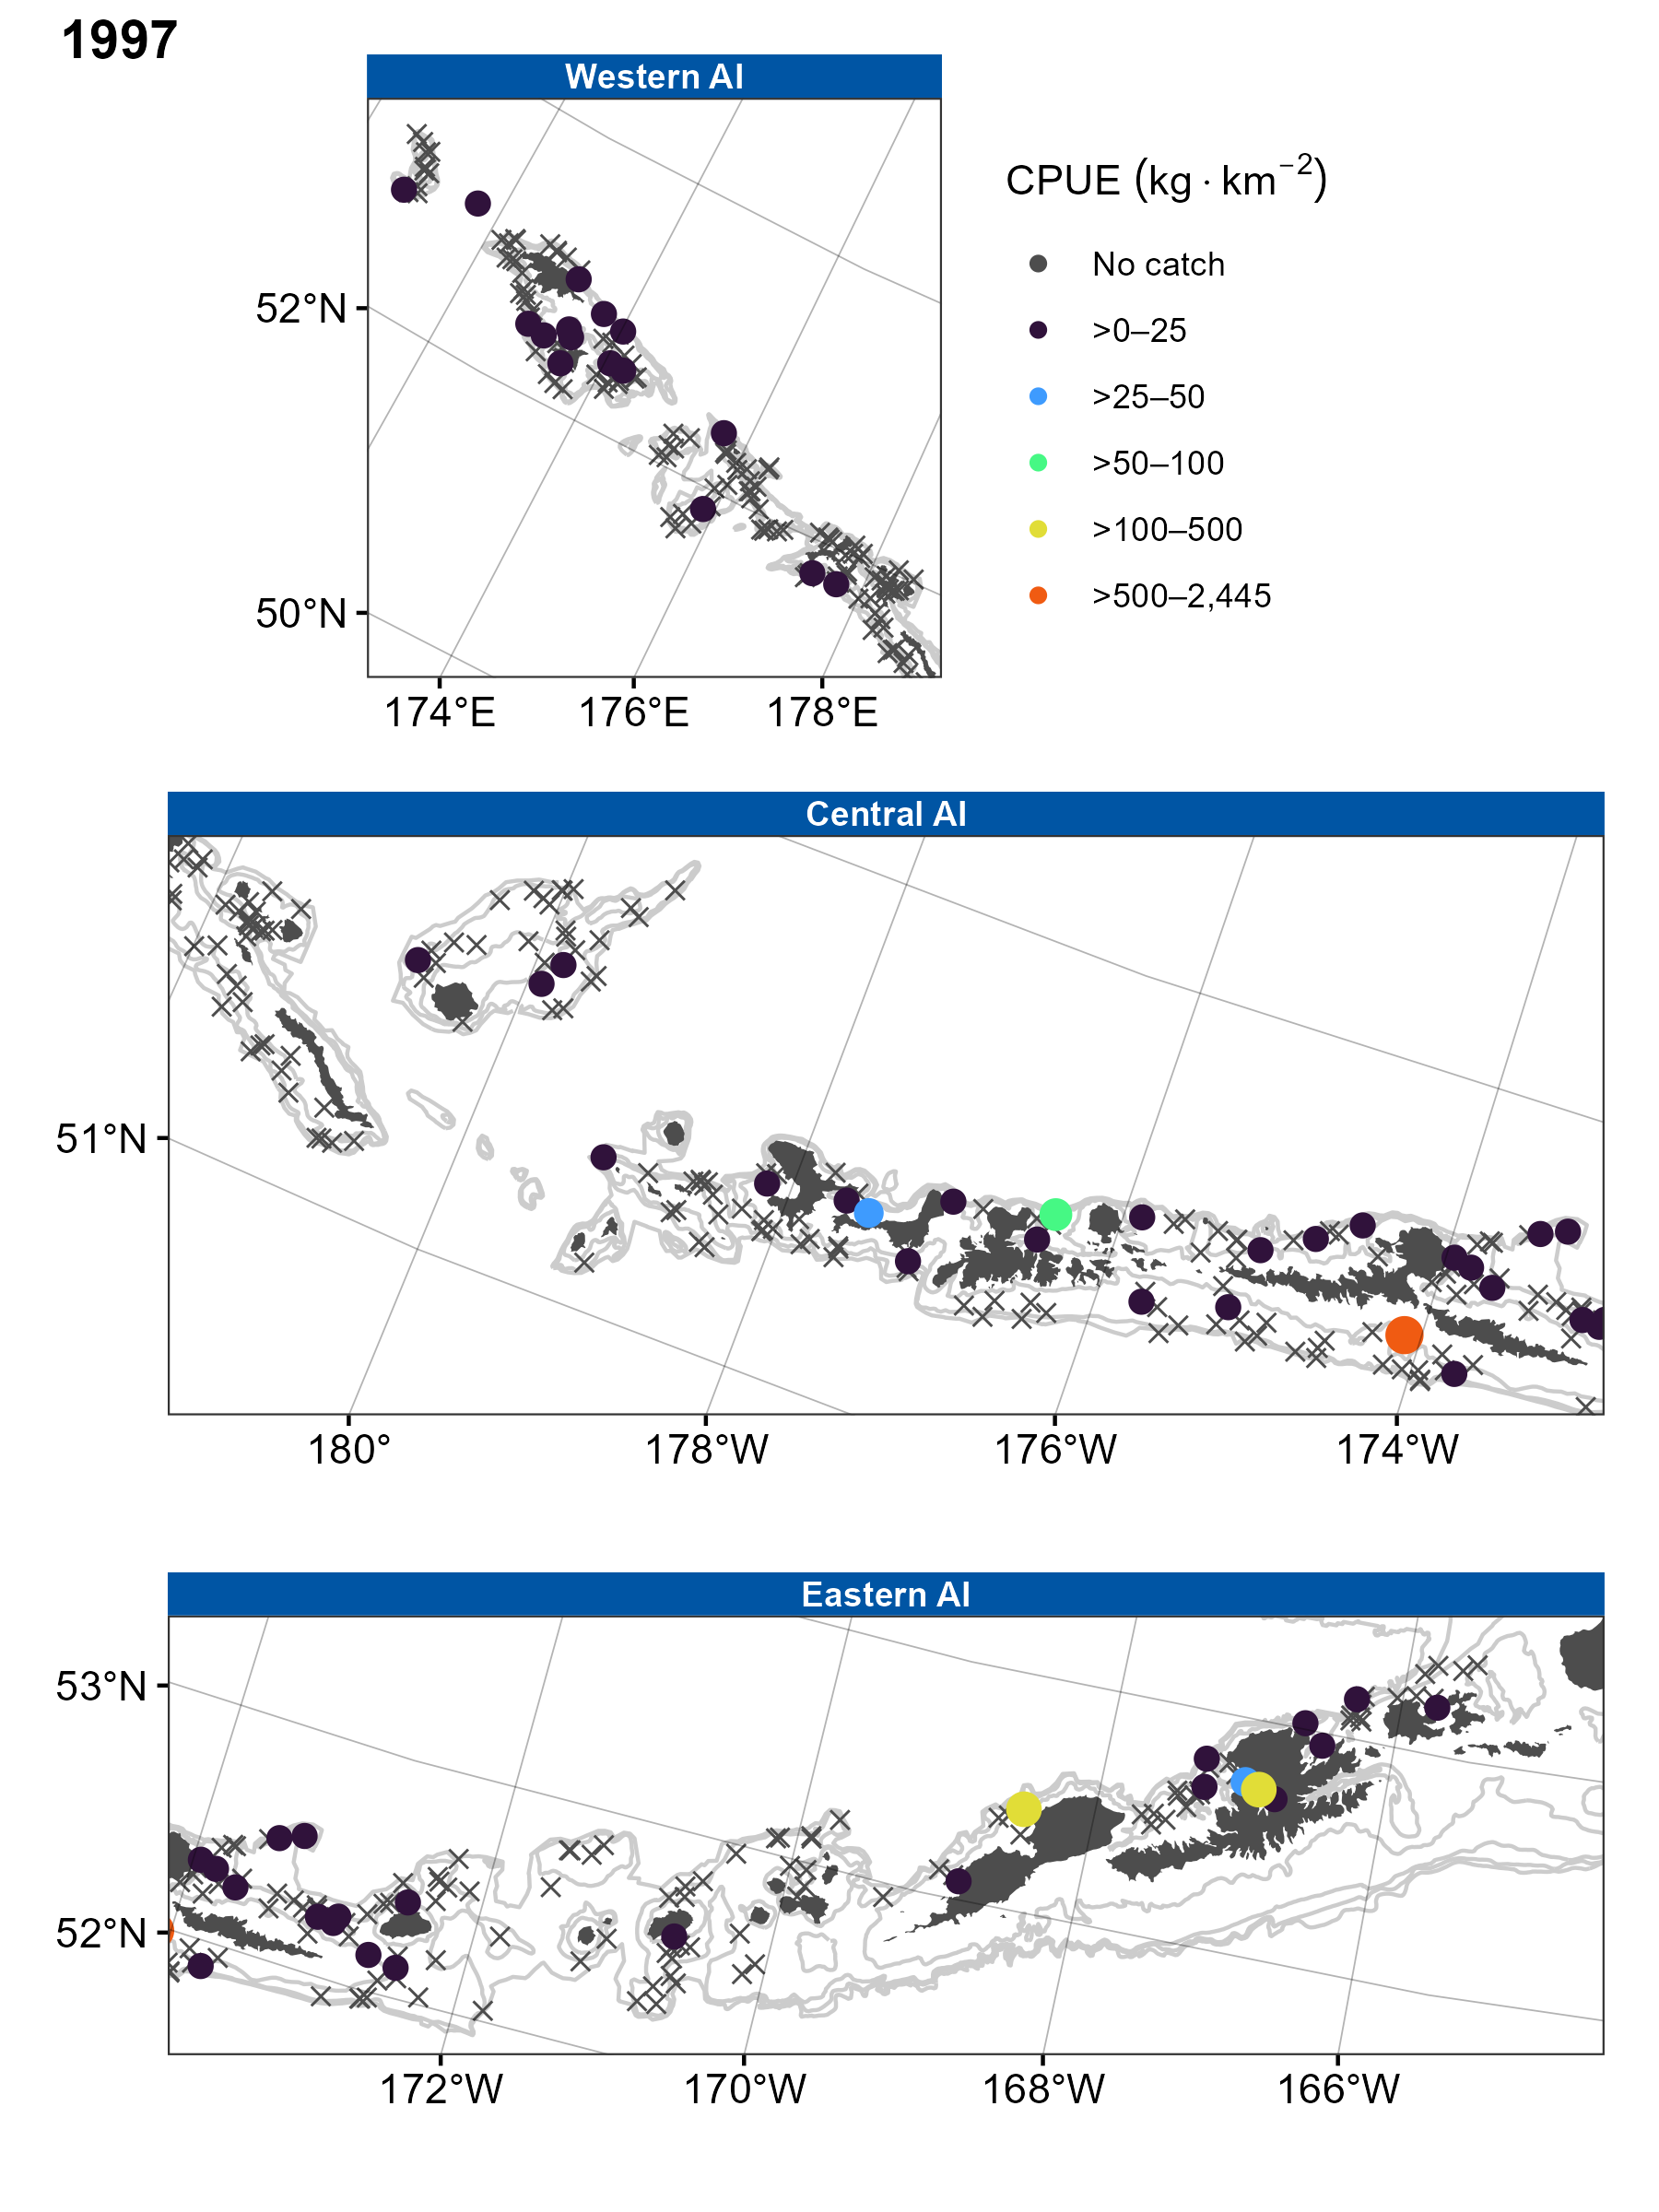 1997
Western AI
CPUE (kg · km⁻²)
No catch
>0–25
>25–50
>50–100
>100–500
>500–2,445
52°N
50°N
174°E 176°E 178°E
Central AI
51°N
180° 178°W 176°W 174°W
Eastern AI
53°N
52°N
172°W 170°W 168°W 166°W